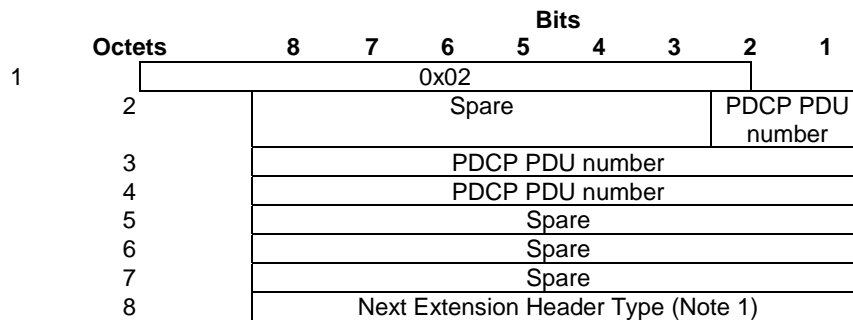 Bits
Octets 8 7 6 5 4 3 2 1
1 0x02
2 Spare PDCP PDU
number
3 PDCP PDU number
4 PDCP PDU number
5 Spare
6 Spare
7 Spare
8 Next Extension Header Type (Note 1)